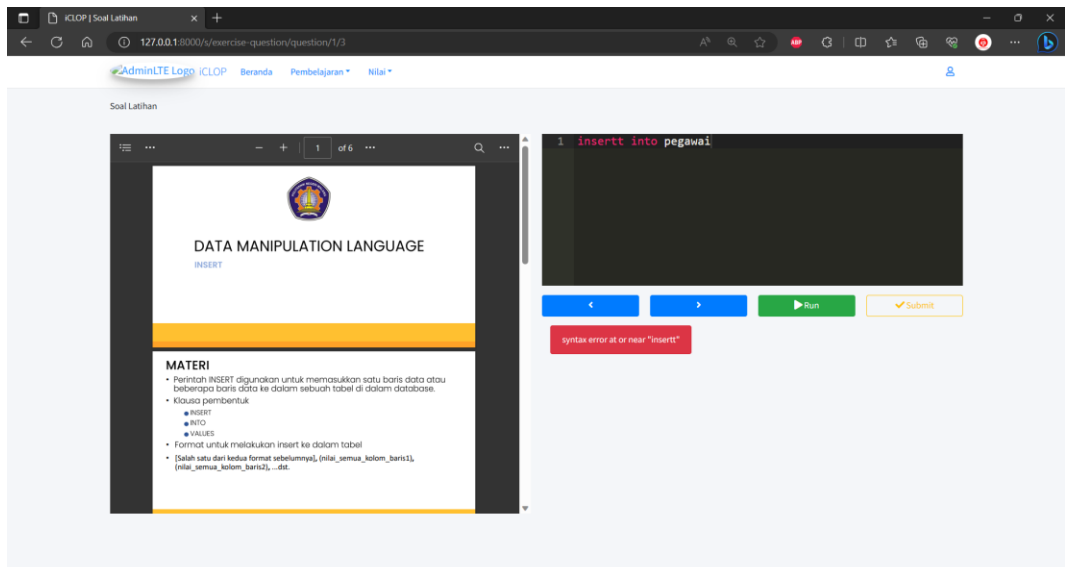 iCLOP | Soal Latihan
127.0.0.1:8000/s/exercise-question/question/1/3
AdminLTE Logo iCLOP Beranda Pembelajaran Nilai
Soal Latihan
1 of 6
DATA MANIPULATION LANGUAGE
INSERT
MATERI
• Perintah INSERT digunakan untuk memasukkan satu baris data atau
beberapa baris data ke dalam sebuah tabel di dalam database.
• Klausa pembentuk
INSERT
INTO
VALUES
• Format untuk melakukan insert ke dalam tabel
• [Salah satu dari kedua format sebelumnya], (nilai_semua_kolom_baris1),
(nilai_semua_kolom_baris2), ...dst.
1 insertt into pegawai
Run Submit
syntax error at or near "insertt"